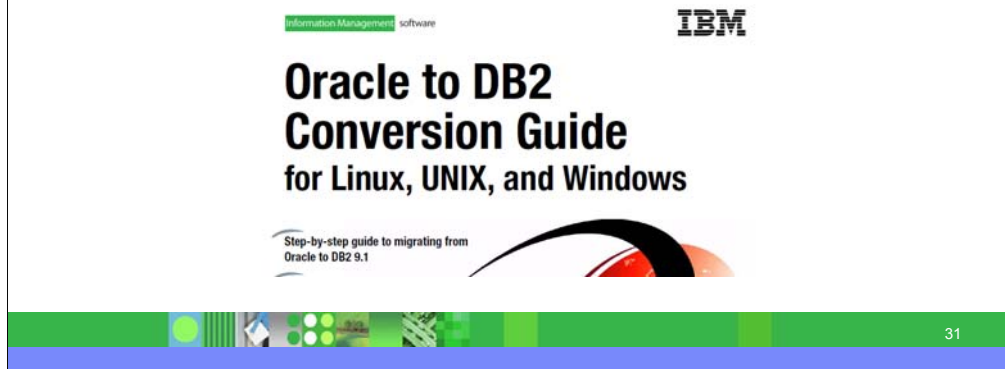 Information Management software
IBM
Oracle to DB2
Conversion Guide
for Linux, UNIX, and Windows
Step-by-step guide to migrating from
Oracle to DB2 9.1
31